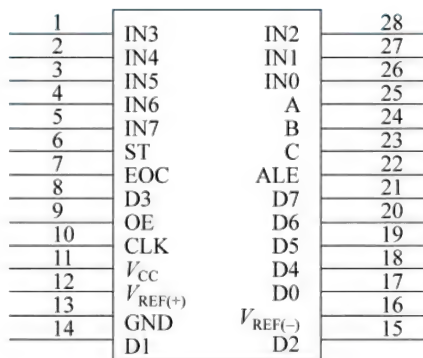 1 IN3 IN2 28
2 IN4 IN1 27
3 IN5 IN0 26
4 IN6 A 25
5 IN7 B 24
6 ST C 23
7 EOC ALE 22
8 D3 D7 21
9 OE D6 20
10 CLK D5 19
11 VCC D4 18
12 VREF(+) D0 17
13 GND VREF(−) 16
14 D1 D2 15